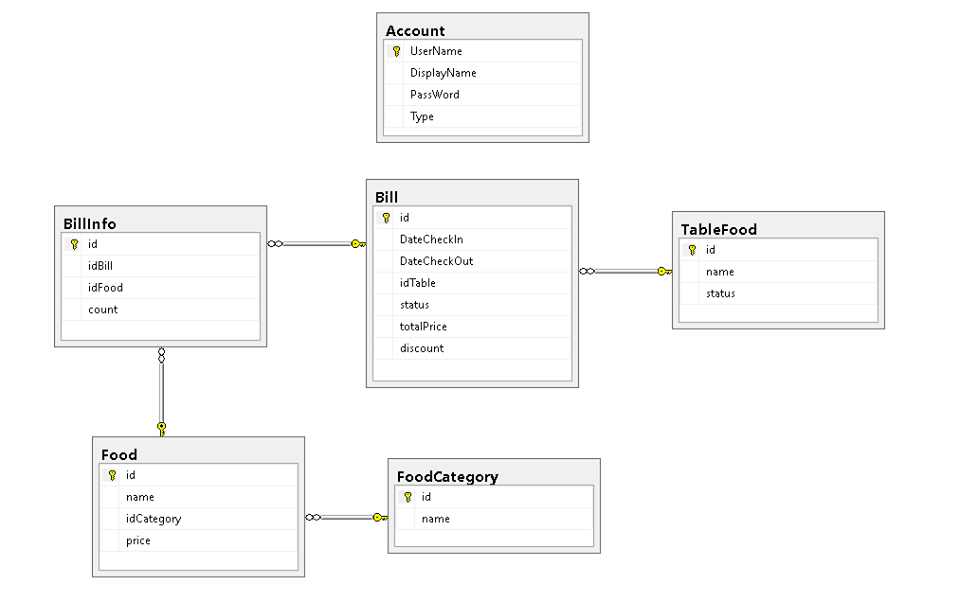 Account
UserName
DisplayName
PassWord
Type
BillInfo
id
idBill
idFood
count
Bill
id
DateCheckIn
DateCheckOut
idTable
status
totalPrice
discount
TableFood
id
name
status
Food
id
name
idCategory
price
FoodCategory
id
name